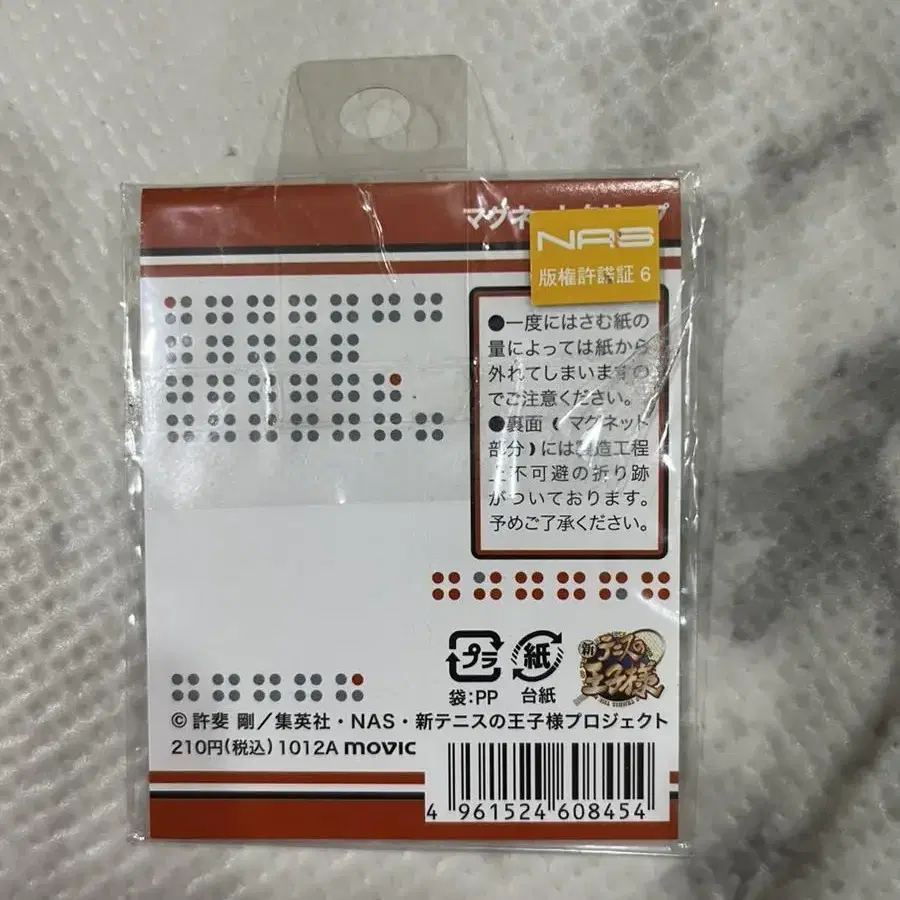 マグネットクリップ
NAS
版権許諾証 6
●一度にはさむ紙の
量によっては紙から
外れてしまいますの
でご注意ください。
●裏面(マグネット
部分)には製造工程
上不可避の折り跡
がついております。
予めご了承ください。
プラ
紙
袋:PP
台紙
新テニスの
王子様
© 許斐 剛/集英社・NAS・新テニスの王子様プロジェクト
210円(税込) 1012A movic
4 961524 608454